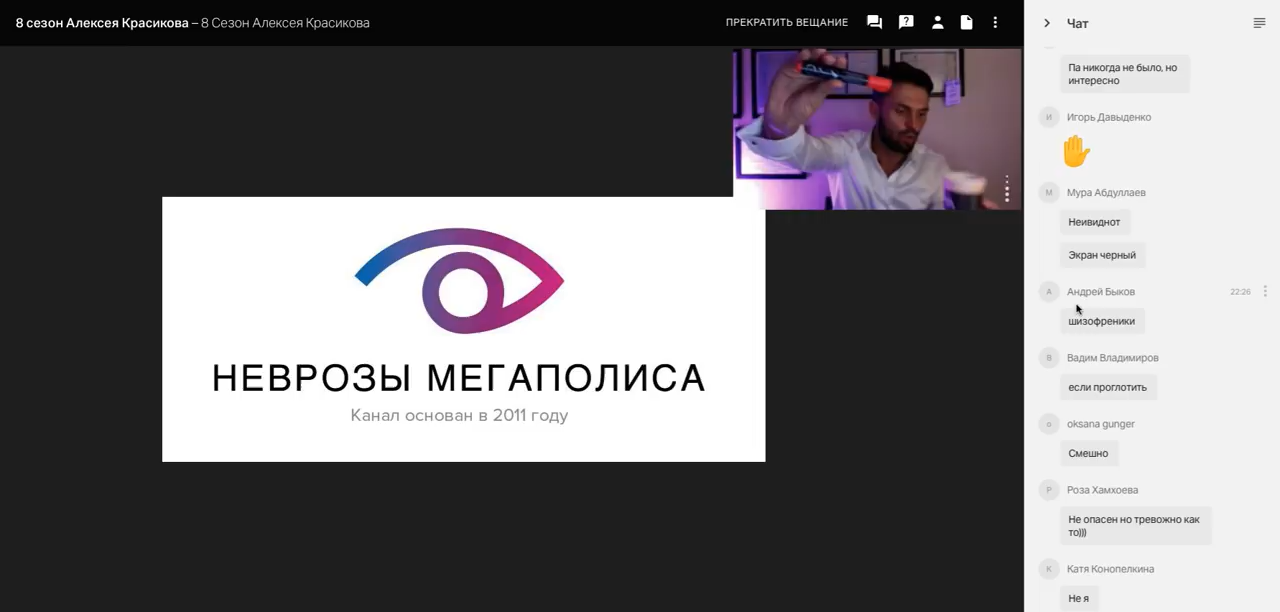 8 сезон Алексея Красикова – 8 Сезон Алексея Красикова
ПРЕКРАТИТЬ ВЕЩАНИЕ
НЕВРОЗЫ МЕГАПОЛИСА
Канал основан в 2011 году
Чат
Па никогда не было, но
интересно
И Игорь Давыденко
М Мура Абдуллаев
Неивиднот
Экран черный
А Андрей Быков 22:26
шизофреники
В Вадим Владимиров
если проглотить
o oksana gunger
Смешно
Р Роза Хамхоева
Не опасен но тревожно как
то)))
К Катя Конопелкина
Не я